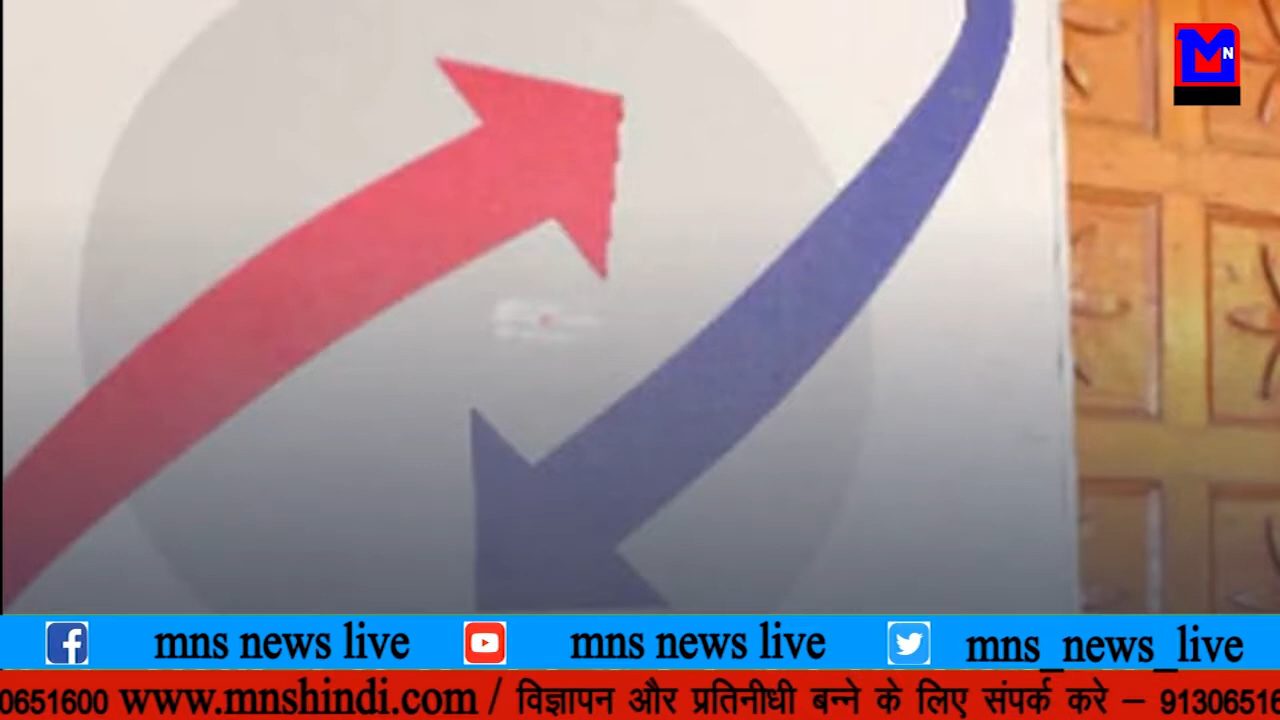 MN
mns news live mns news live mns_news_live
0651600 www.mnshindi.com / विज्ञापन और प्रतिनीधी बन्ने के लिए संपर्क करे – 91306516